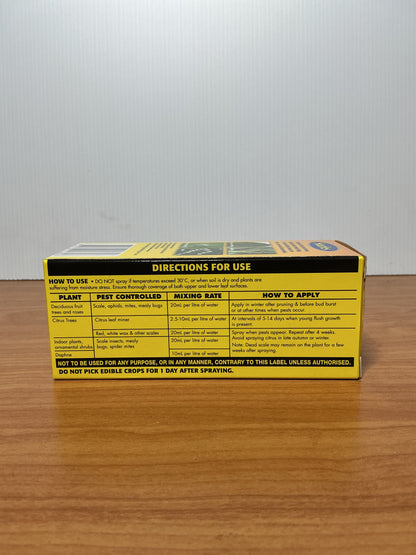 DIRECTIONS FOR USE
HOW TO USE • DO NOT spray if temperatures exceed 30°C, or when soil is dry and plants are
suffering from moisture stress. Ensure thorough coverage of both upper and lower leaf surfaces.
PLANT PEST CONTROLLED MIXING RATE HOW TO APPLY
Deciduous fruit trees and roses Scale, aphids, mites, mealy bugs 20mL per litre of water Apply in winter after pruning & before bud burst or at other times when pests occur.
Citrus Trees Citrus leaf miner 2.5-10mL per litre of water At intervals of 5-14 days when young flush growth is present.
Red, white wax & other scales 20mL per litre of water Spray when pests appear. Repeat after 4 weeks.
Avoid spraying citrus in late autumn or winter.
Note: Dead scale may remain on the plant for a few weeks after spraying.
Indoor plants, ornamental shrubs Scale insects, mealy bugs, spider mites 20mL per litre of water
Daphne 10mL per litre of water
NOT TO BE USED FOR ANY PURPOSE, OR IN ANY MANNER, CONTRARY TO THIS LABEL UNLESS AUTHORISED.
DO NOT PICK EDIBLE CROPS FOR 1 DAY AFTER SPRAYING.